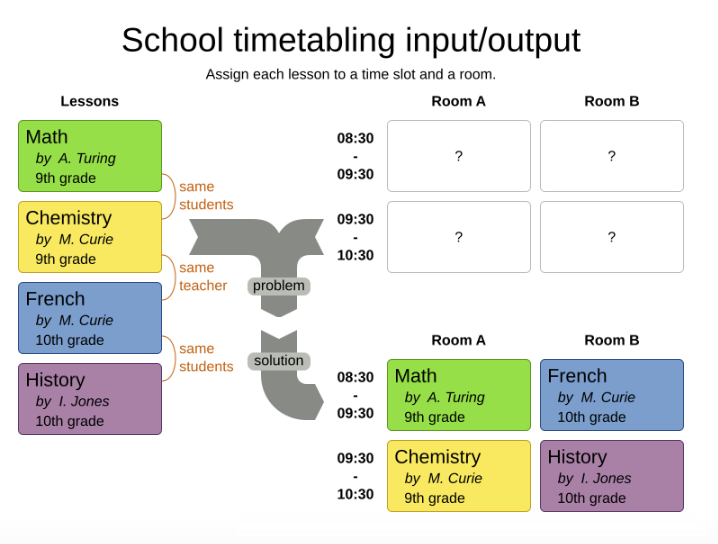 School timetabling input/output
Assign each lesson to a time slot and a room.
Lessons
Math
by A. Turing
9th grade
Chemistry
by M. Curie
9th grade
French
by M. Curie
10th grade
History
by I. Jones
10th grade
same
students
same
teacher
same
students
problem
solution
Room A
Room B
08:30
-
09:30
?
?
09:30
-
10:30
?
?
Room A
Room B
08:30
-
09:30
Math
by A. Turing
9th grade
French
by M. Curie
10th grade
09:30
-
10:30
Chemistry
by M. Curie
9th grade
History
by I. Jones
10th grade